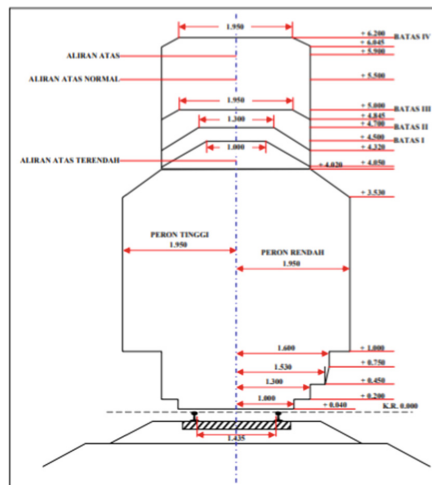 1.950
+ 6.200 BATAS IV
+ 6.045
ALIRAN ATAS
+ 5.900
ALIRAN ATAS NORMAL
+ 5.500
1.950
+ 5.000 BATAS III
+ 4.845
1.300
+ 4.700 BATAS II
+ 4.500 BATAS I
1.000
+ 4.320
ALIRAN ATAS TERENDAH
+ 4.020
+ 4.050
+ 3.530
PERON TINGGI
1.950
PERON RENDAH
1.950
+ 1.000
1.600
+ 0.750
1.530
+ 0.450
1.300
+ 0.200
1.000
+ 0.040
K.R. 0.000
1.435